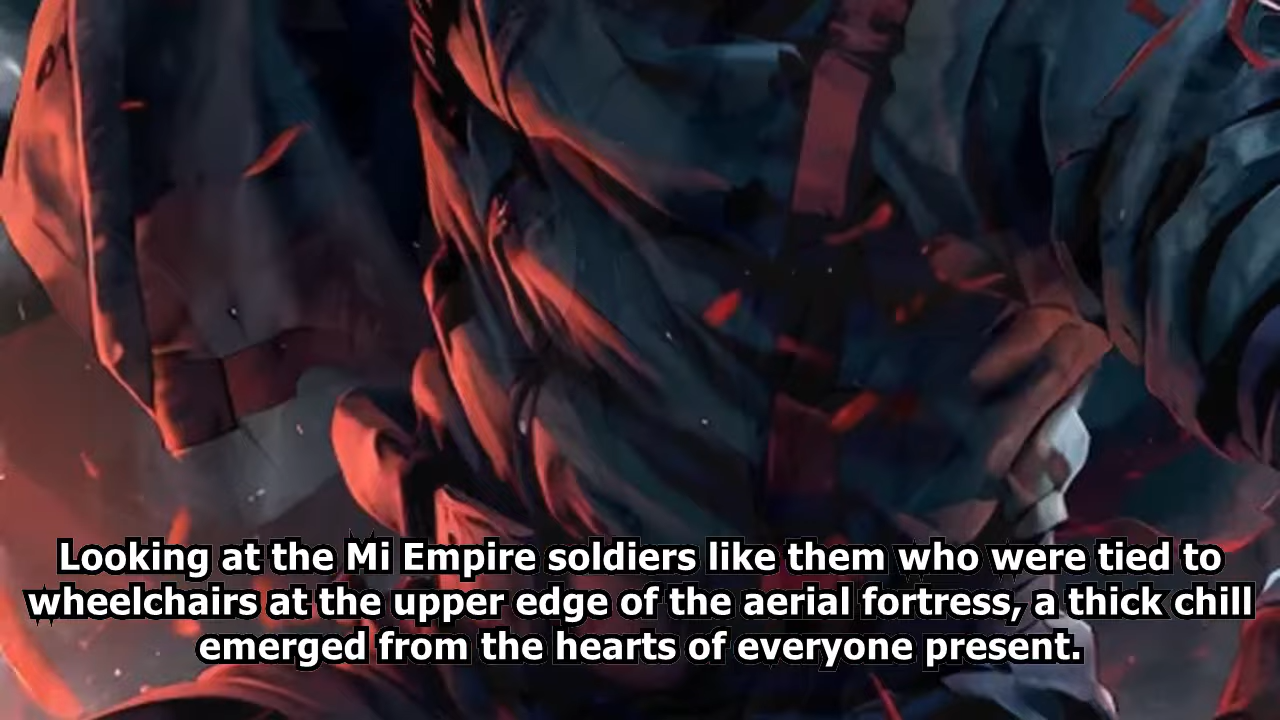 Looking at the Mi Empire soldiers like them who were tied to
wheelchairs at the upper edge of the aerial fortress, a thick chill
emerged from the hearts of everyone present.